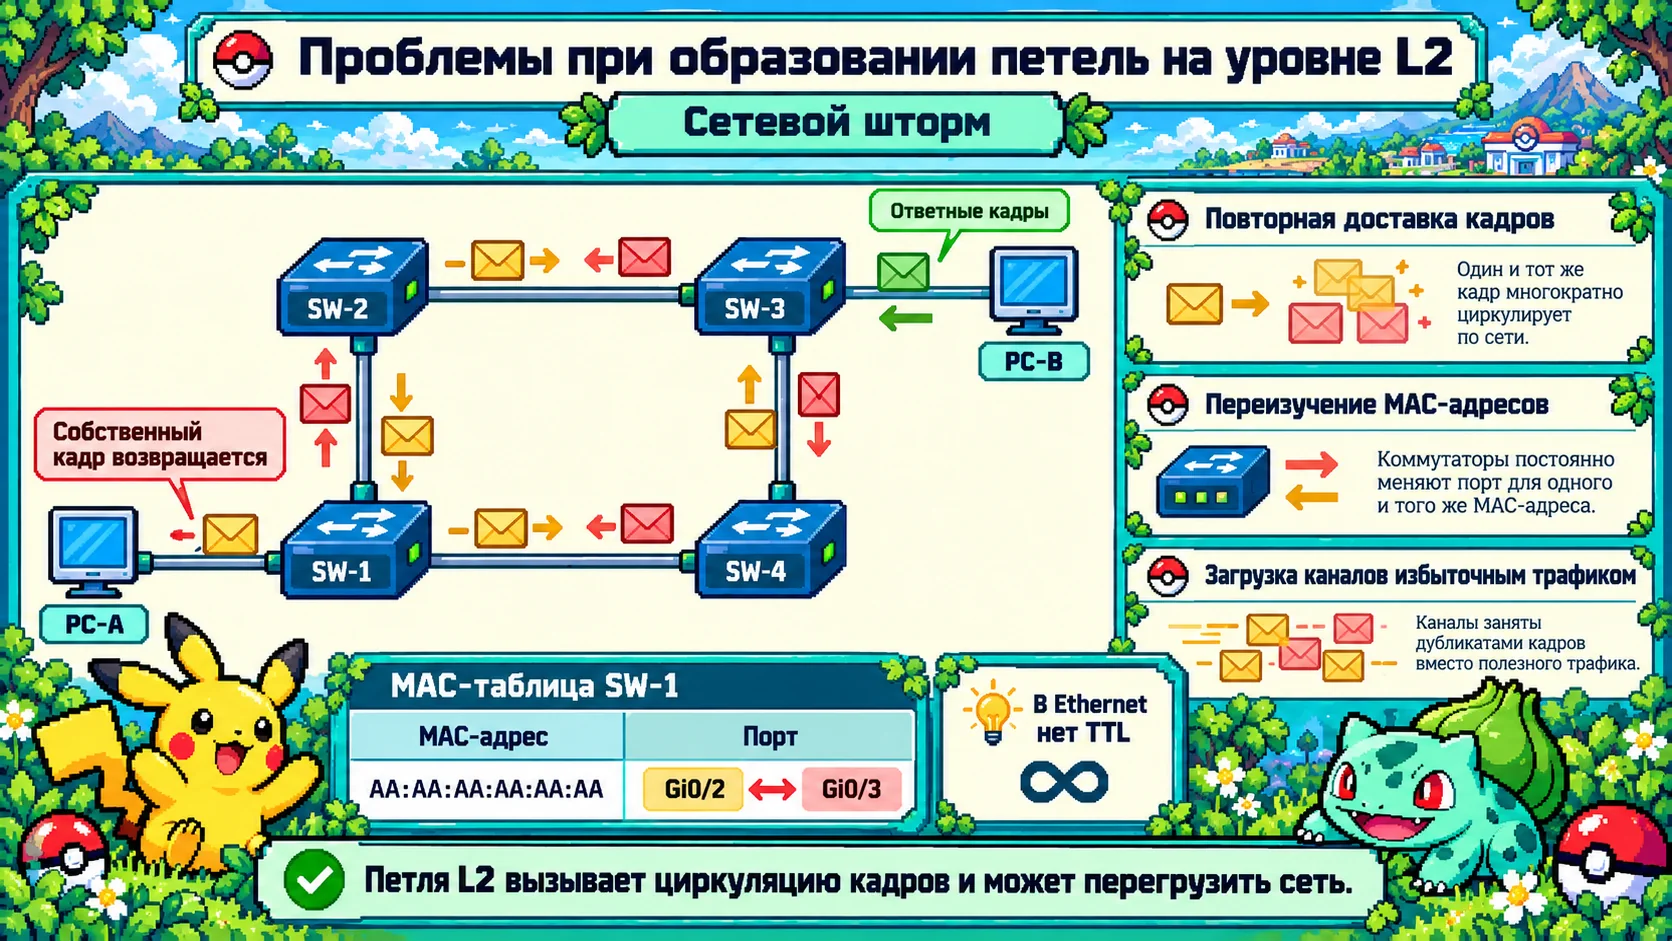 Проблемы при образовании петель на уровне L2
Сетевой шторм
Ответные кадры
SW-2
SW-3
PC-B
Собственный
кадр возвращается
SW-1
SW-4
PC-A
Повторная доставка кадров
Один и тот же
кадр многократно
циркулирует
по сети.
Переизучение MAC-адресов
Коммутаторы постоянно
меняют порт для одного
и того же MAC-адреса.
Загрузка каналов избыточным трафиком
Каналы заняты
дубликатами кадров
вместо полезного трафика.
MAC-таблица SW-1
MAC-адрес Порт
AA:AA:AA:AA:AA:AA Gi0/2 Gi0/3
В Ethernet
нет TTL
Петля L2 вызывает циркуляцию кадров и может перегрузить сеть.